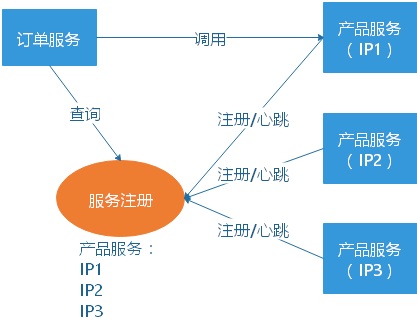 订单服务
调用
产品服务
（ IP1 ）
查询
注册/心跳
产品服务
（ IP2 ）
注册/心跳
服务注册
注册/心跳
产品服务
（ IP3 ）
产品服务：
IP1
IP2
IP3